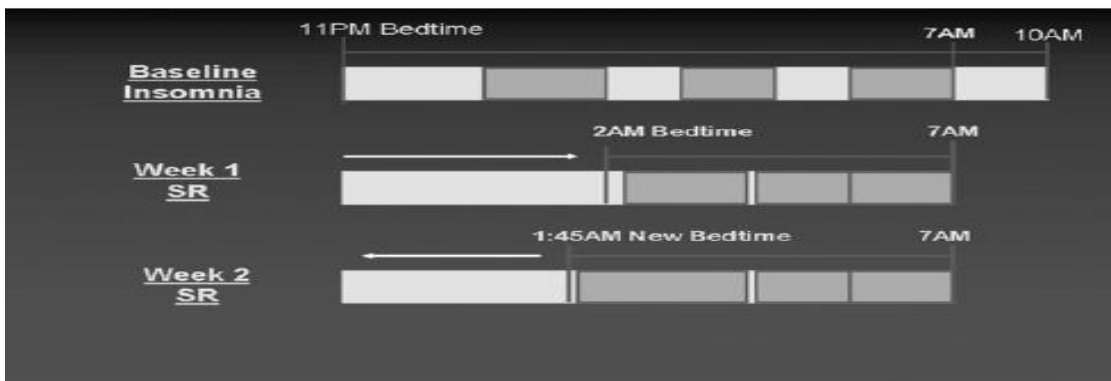 11PM Bedtime
7AM
10AM
Baseline
Insomnia
2AM Bedtime
7AM
Week 1
SR
1:45AM New Bedtime
7AM
Week 2
SR